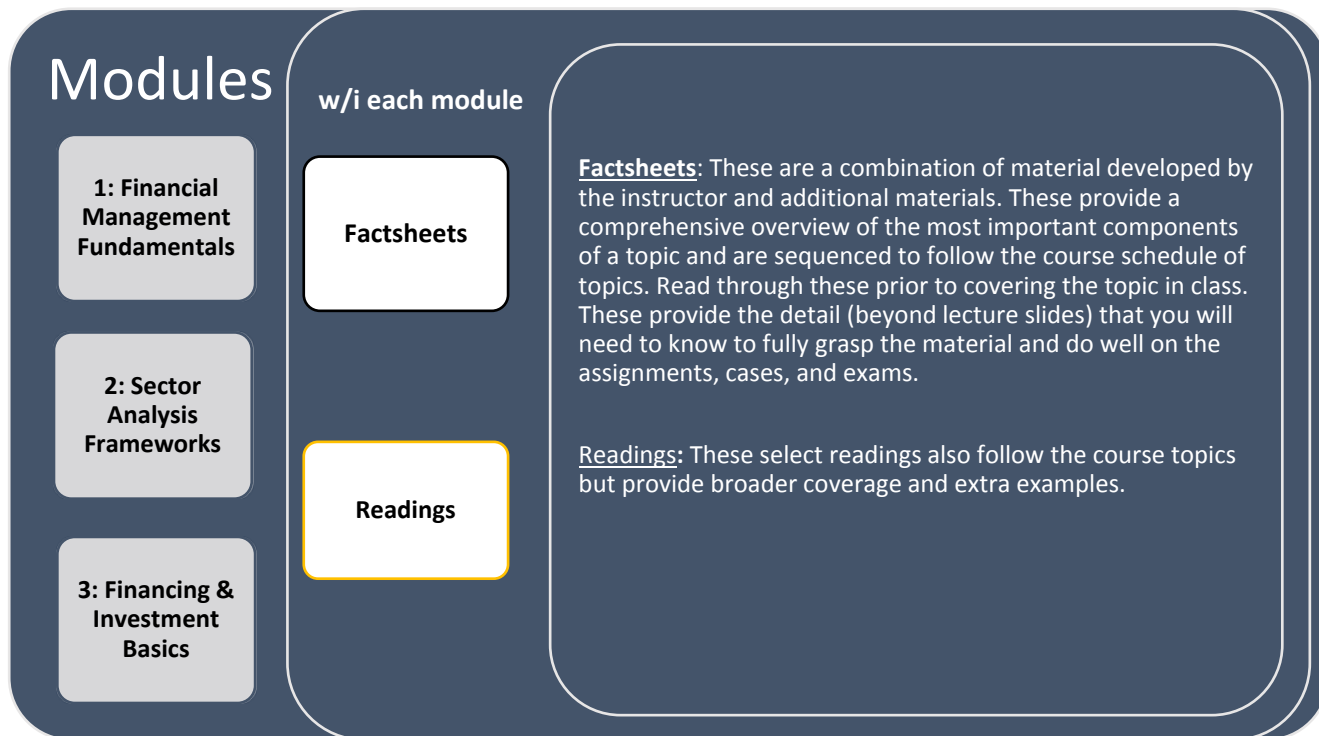 Modules
1: Financial
Management
Fundamentals
2: Sector
Analysis
Frameworks
3: Financing &
Investment
Basics
w/i each module
Factsheets
Readings
Factsheets: These are a combination of material developed by
the instructor and additional materials. These provide a
comprehensive overview of the most important components
of a topic and are sequenced to follow the course schedule of
topics. Read through these prior to covering the topic in class.
These provide the detail (beyond lecture slides) that you will
need to know to fully grasp the material and do well on the
assignments, cases, and exams.
Readings: These select readings also follow the course topics
but provide broader coverage and extra examples.